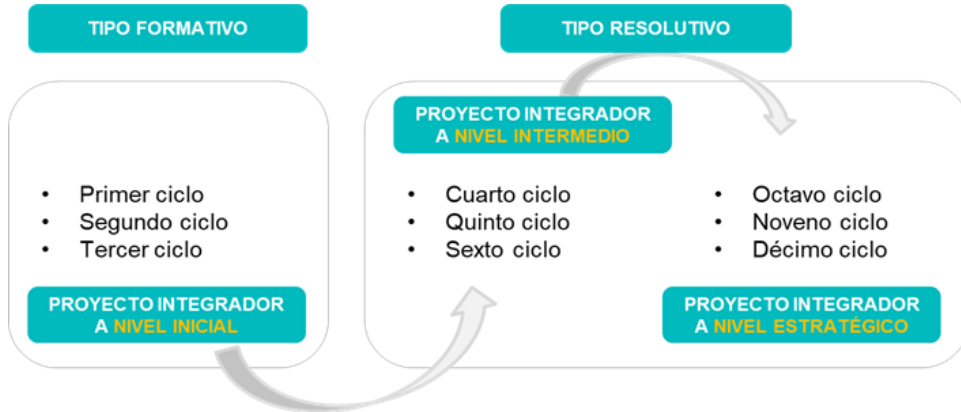 TIPO FORMATIVO
TIPO RESOLUTIVO
PROYECTO INTEGRADOR
A NIVEL INTERMEDIO
• Primer ciclo
• Segundo ciclo
• Tercer ciclo
• Cuarto ciclo
• Quinto ciclo
• Sexto ciclo
• Octavo ciclo
• Noveno ciclo
• Décimo ciclo
PROYECTO INTEGRADOR
A NIVEL INICIAL
PROYECTO INTEGRADOR
A NIVEL ESTRATÉGICO